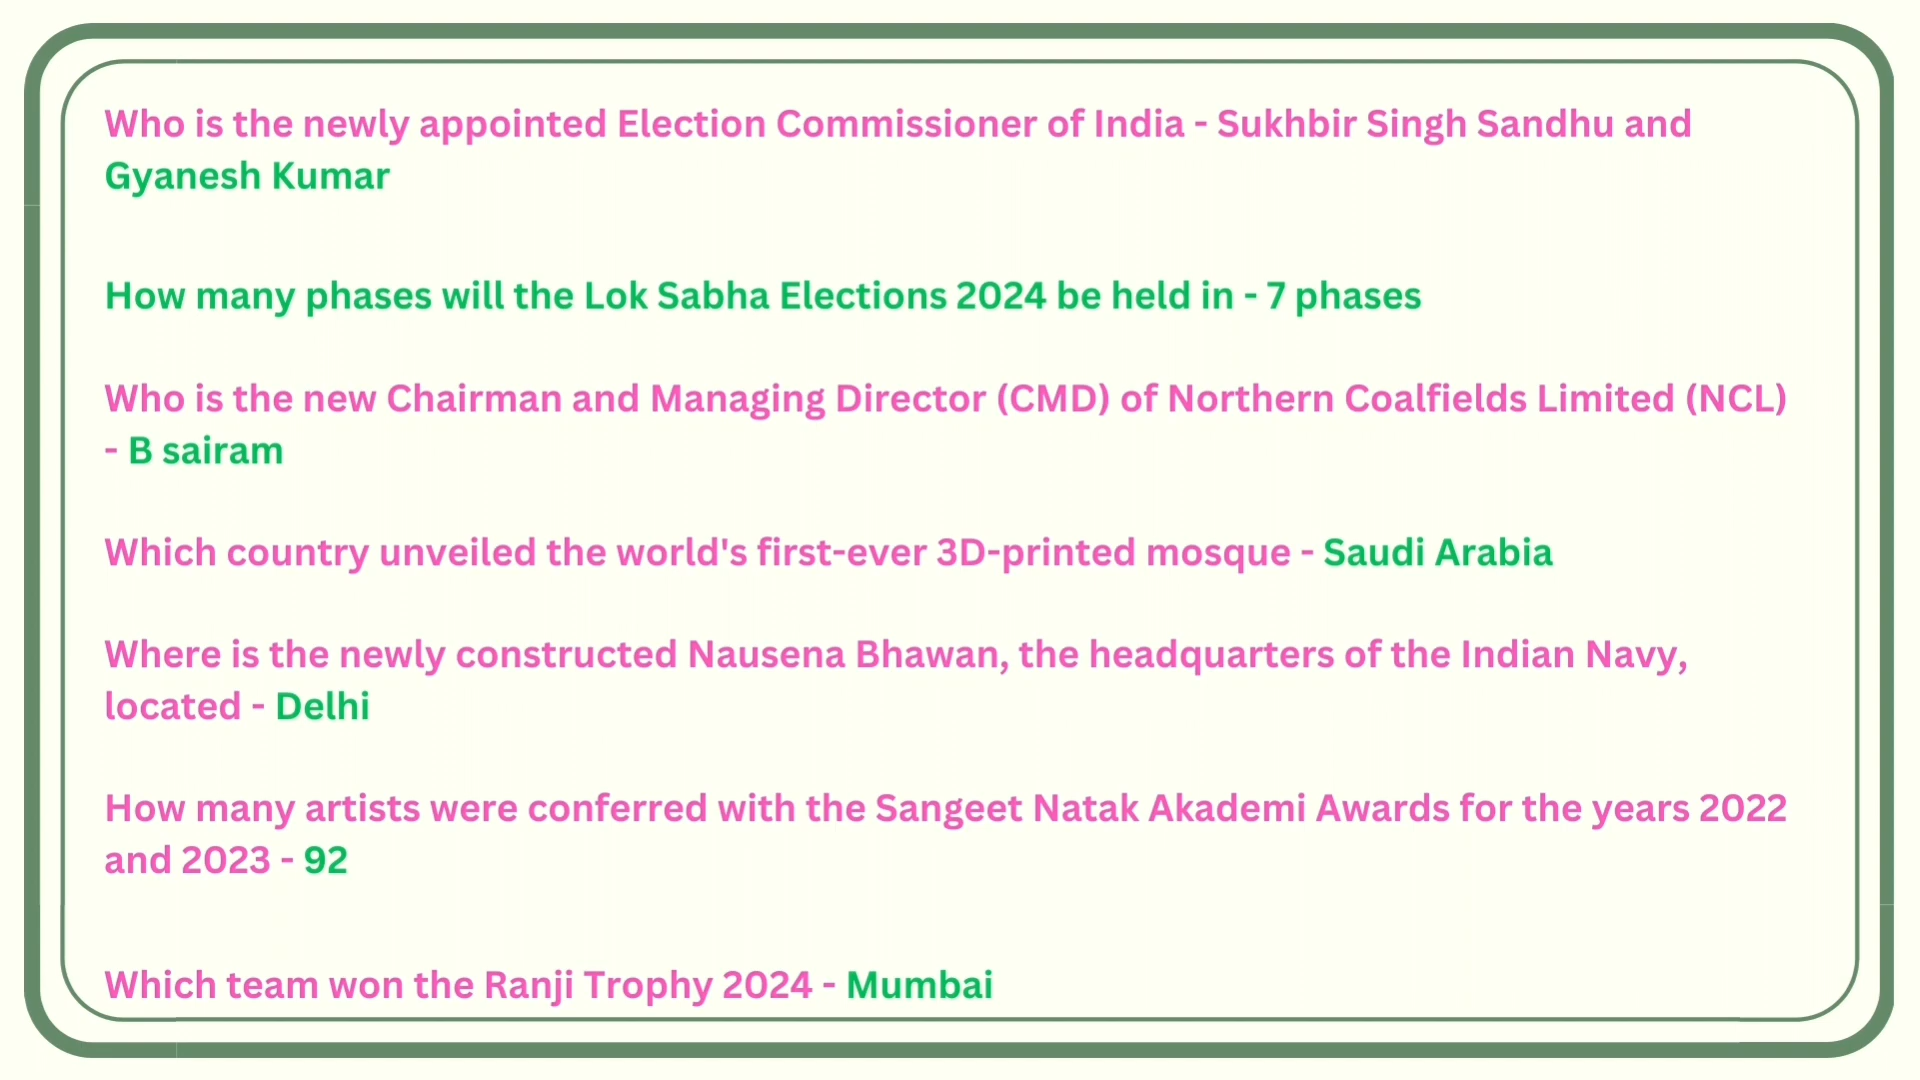 Who is the newly appointed Election Commissioner of India - Sukhbir Singh Sandhu and
Gyanesh Kumar
How many phases will the Lok Sabha Elections 2024 be held in - 7 phases
Who is the new Chairman and Managing Director (CMD) of Northern Coalfields Limited (NCL)
- B sairam
Which country unveiled the world's first-ever 3D-printed mosque - Saudi Arabia
Where is the newly constructed Nausena Bhawan, the headquarters of the Indian Navy,
located - Delhi
How many artists were conferred with the Sangeet Natak Akademi Awards for the years 2022
and 2023 - 92
Which team won the Ranji Trophy 2024 - Mumbai